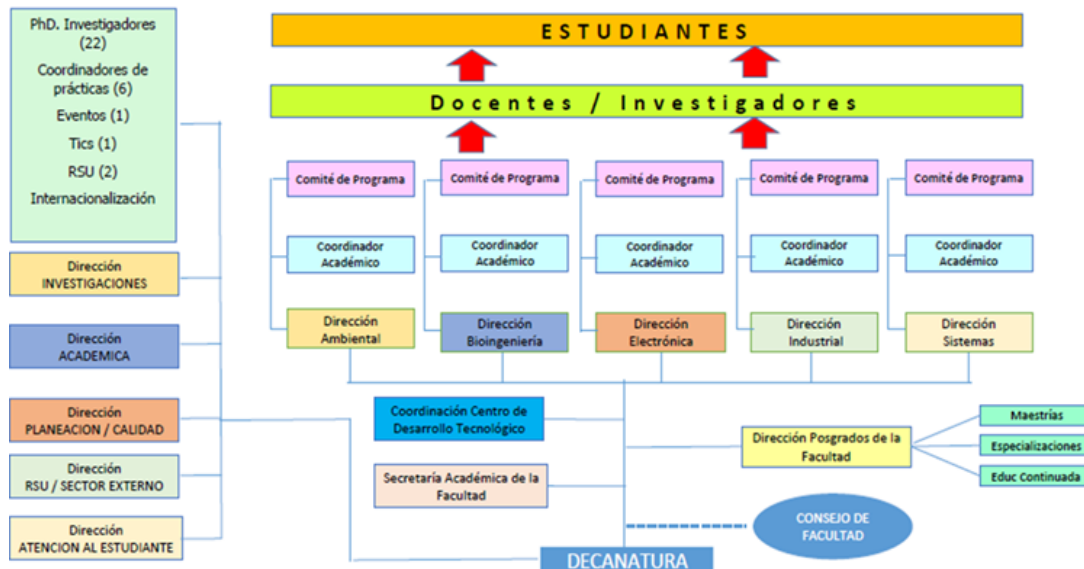 PhD. Investigadores
(22)
Coordinadores de
prácticas (6)
Eventos (1)
Tics (1)
RSU (2)
Internacionalización
Dirección
INVESTIGACIONES
Dirección
ACADEMICA
Dirección
PLANEACION / CALIDAD
Dirección
RSU / SECTOR EXTERNO
Dirección
ATENCION AL ESTUDIANTE
ESTUDIANTES
Docentes / Investigadores
Comité de Programa
Comité de Programa
Comité de Programa
Comité de Programa
Comité de Programa
Coordinador
Académico
Coordinador
Académico
Coordinador
Académico
Coordinador
Académico
Coordinador
Académico
Dirección
Ambiental
Dirección
Bioingeniería
Dirección
Electrónica
Dirección
Industrial
Dirección
Sistemas
Coordinación Centro de
Desarrollo Tecnológico
Secretaría Académica de la
Facultad
Dirección Posgrados de la
Facultad
Maestrías
Especializaciones
Educ Continuada
CONSEJO DE
FACULTAD
DECANATURA